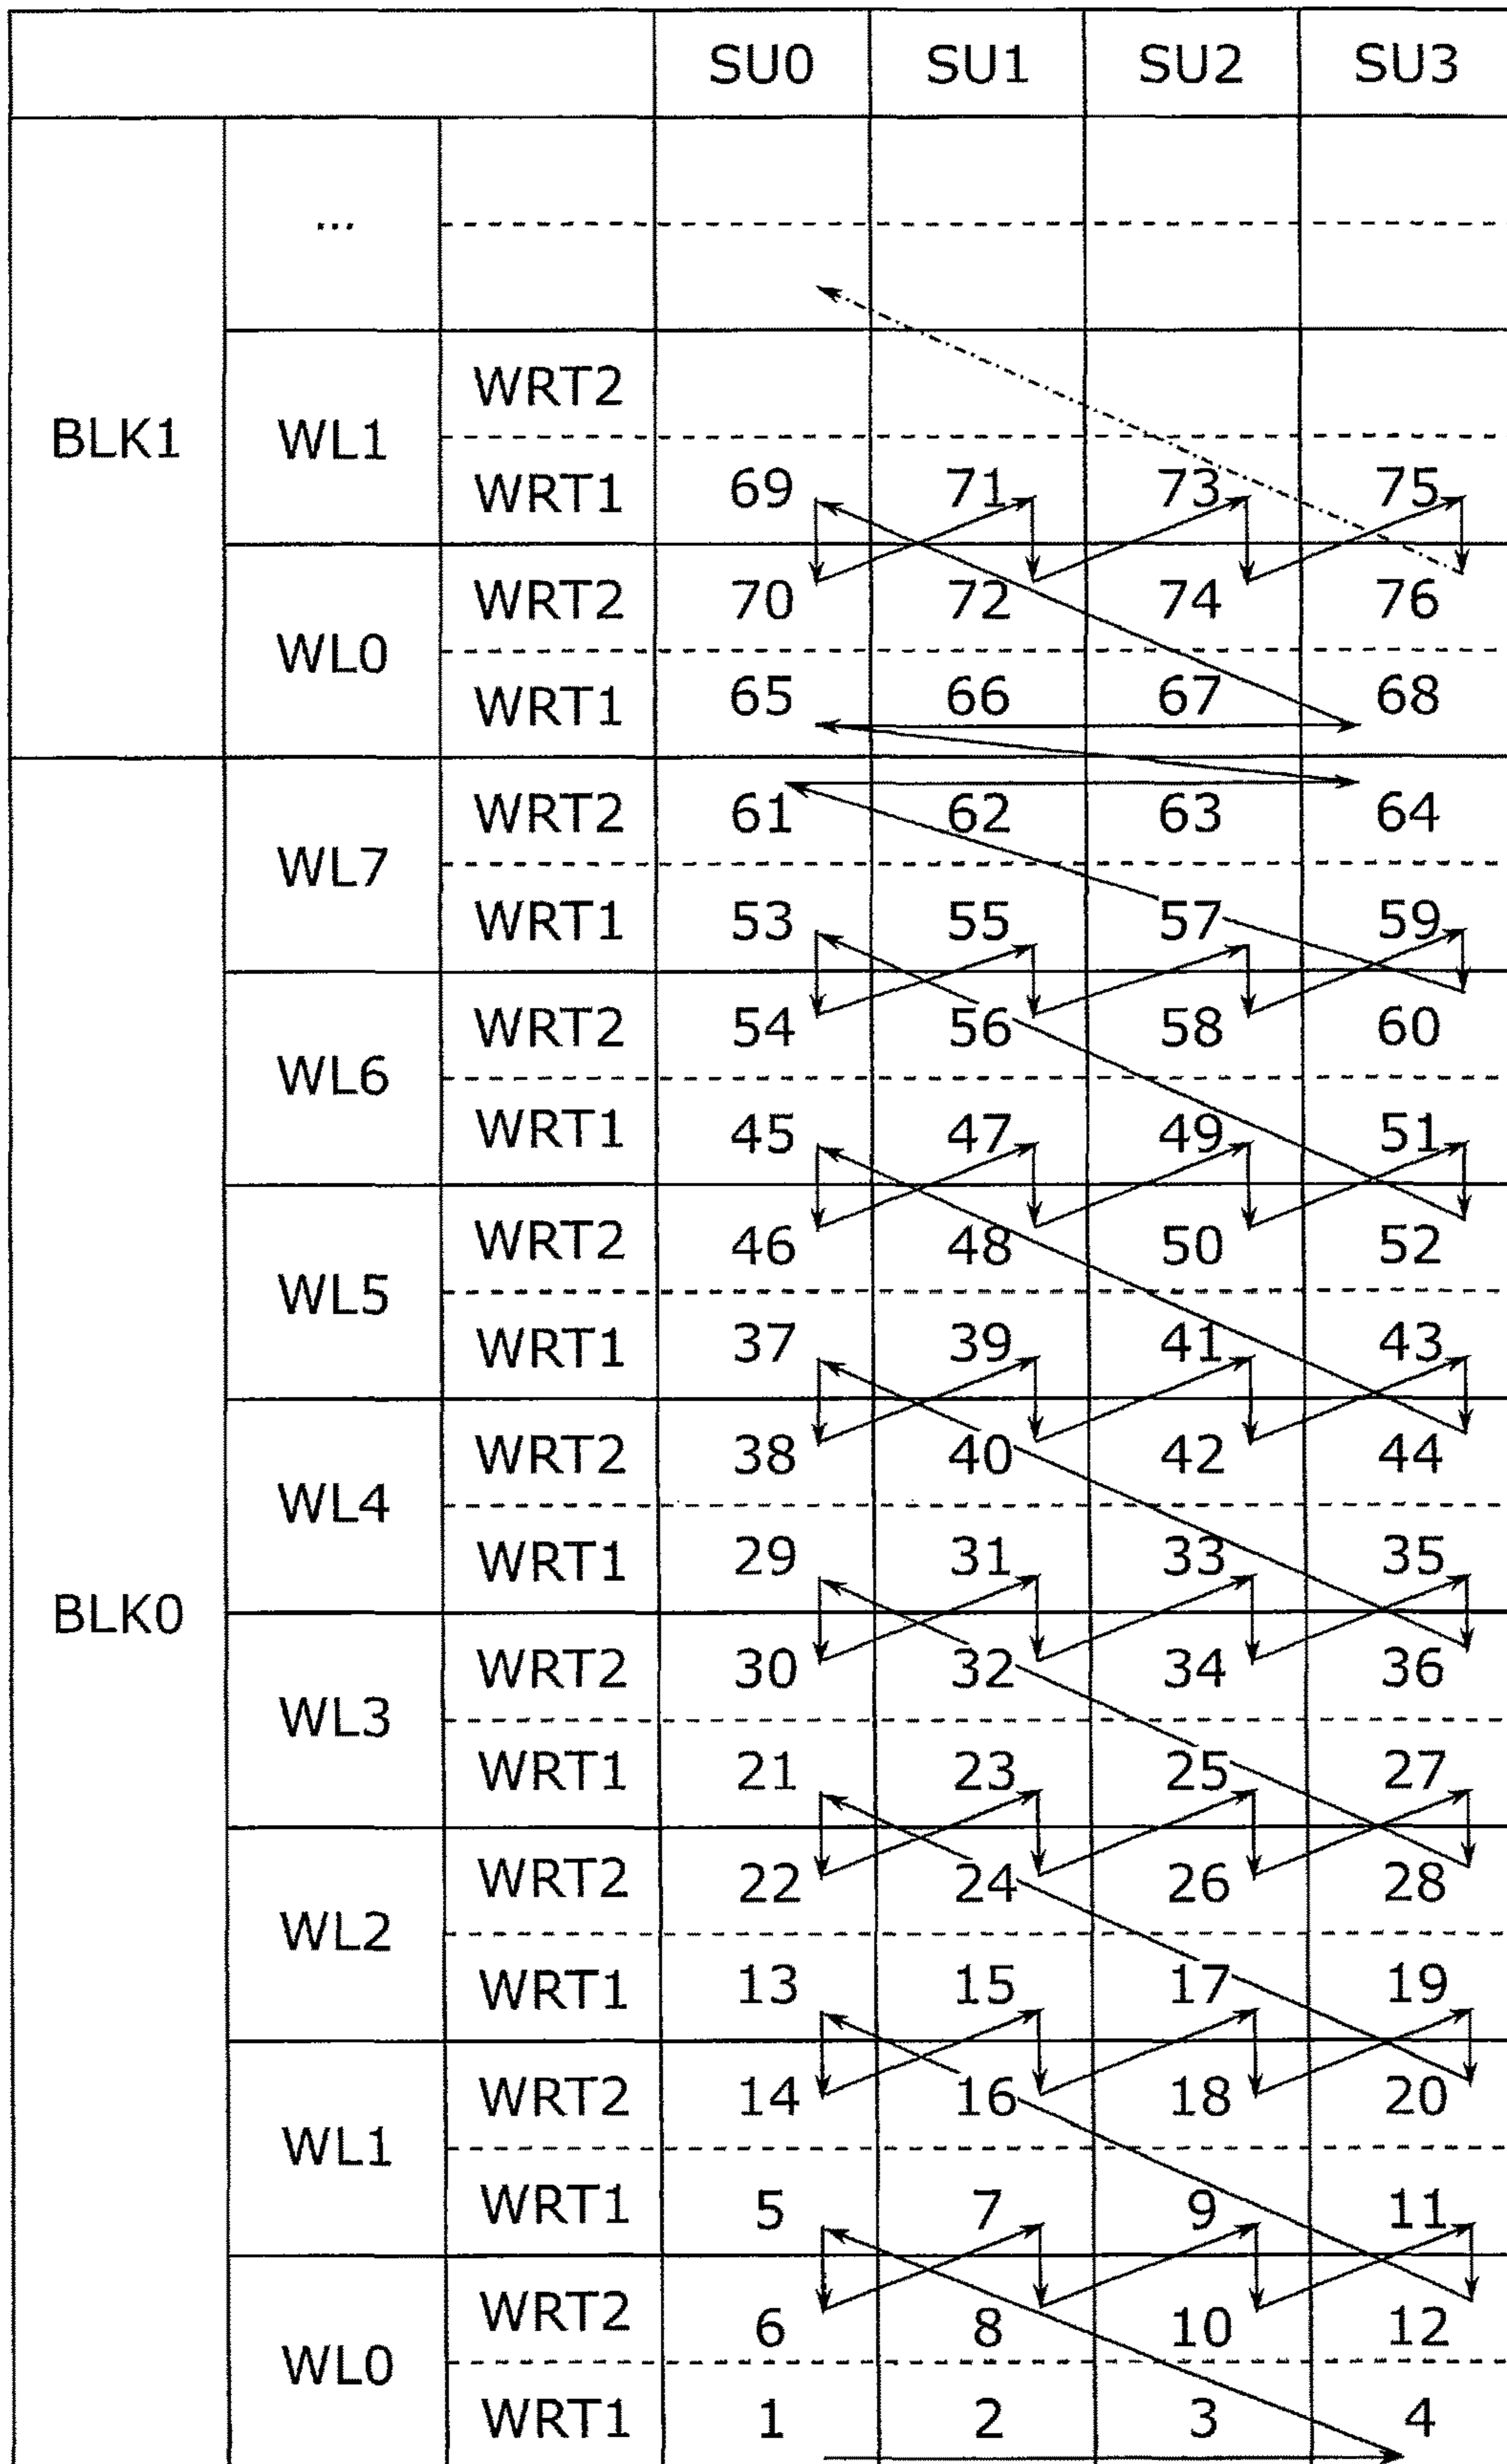 SU0 SU1 SU2 SU3
...
WRT2
BLK1 WL1
WRT1 69 71 73 75
WRT2 70 72 74 76
WL0
WRT1 65 66 67 68
WRT2 61 62 63 64
WL7
WRT1 53 55 57 59
WRT2 54 56 58 60
WL6
WRT1 45 47 49 51
WRT2 46 48 50 52
WL5
WRT1 37 39 41 43
WRT2 38 40 42 44
WL4
WRT1 29 31 33 35
BLK0
WRT2 30 32 34 36
WL3
WRT1 21 23 25 27
WRT2 22 24 26 28
WL2
WRT1 13 15 17 19
WRT2 14 16 18 20
WL1
WRT1 5 7 9 11
WRT2 6 8 10 12
WL0
WRT1 1 2 3 4